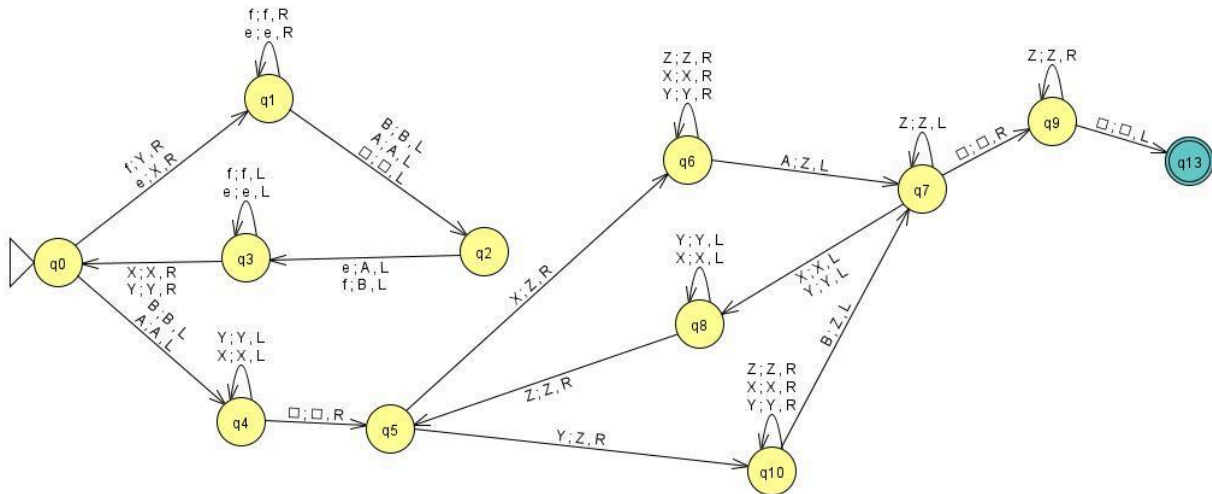 f ; f , R
e ; e , R
q1
f ; Y , R
e ; X , R
B ; B , L
A ; A , L
□ ; □ , L
f ; f , L
e ; e , L
q0
q3
q2
X ; X , R
Y ; Y , R
e ; A , L
f ; B , L
B ; B , L
A ; A , L
Y ; Y , L
X ; X , L
q4
□ ; □ , R
q5
X ; Z , R
Y ; Z , R
Z ; Z , R
X ; X , R
Y ; Y , R
q6
A ; Z , L
Z ; Z , L
q7
□ ; □ , R
Z ; Z , R
q9
□ ; □ , L
q13
X ; X , L
Y ; Y , L
Y ; Y , L
X ; X , L
q8
Z ; Z , R
B ; Z , L
Z ; Z , R
X ; X , R
Y ; Y , R
q10